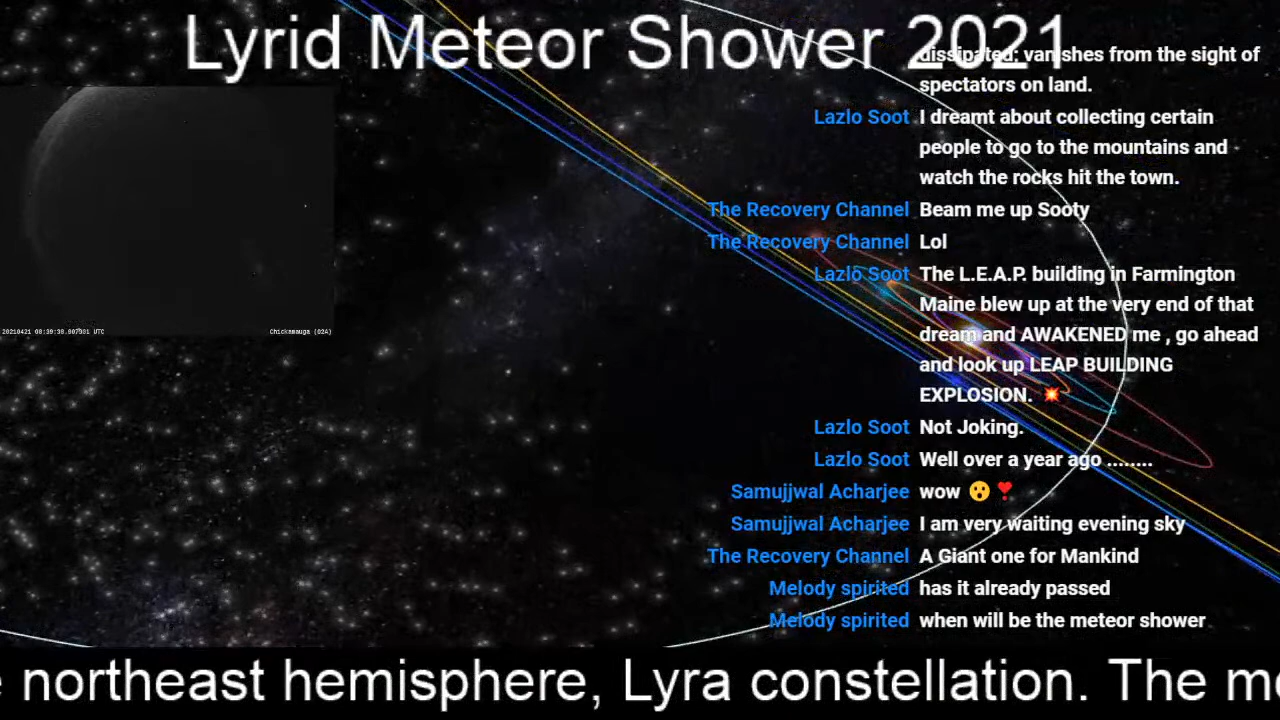 Lyrid Meteor Shower 2021
dissipated; vanishes from the sight of
spectators on land.
Lazlo Soot I dreamt about collecting certain
people to go to the mountains and
watch the rocks hit the town.
The Recovery Channel Beam me up Sooty
The Recovery Channel Lol
Lazlo Soot The L.E.A.P. building in Farmington
Maine blew up at the very end of that
dream and AWAKENED me , go ahead
and look up LEAP BUILDING
EXPLOSION. 💥
Lazlo Soot Not Joking.
Lazlo Soot Well over a year ago ........
Samujjwal Acharjee wow 😮 ❣
Samujjwal Acharjee I am very waiting evening sky
The Recovery Channel A Giant one for Mankind
Melody spirited has it already passed
Melody spirited when will be the meteor shower
UTC
Chickamauga (02A)
northeast hemisphere, Lyra constellation. The